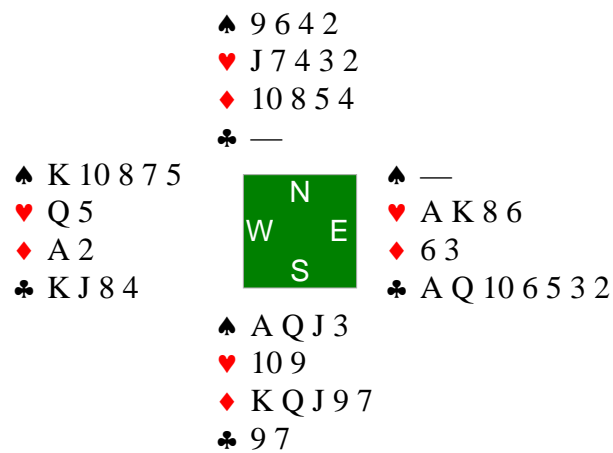 ♠ 9 6 4 2
♥ J 7 4 3 2
♦ 10 8 5 4
♣ —
♠ K 10 8 7 5
♥ Q 5
♦ A 2
♣ K J 8 4
N
W E
S
♠ —
♥ A K 8 6
♦ 6 3
♣ A Q 10 6 5 3 2
♠ A Q J 3
♥ 10 9
♦ K Q J 9 7
♣ 9 7